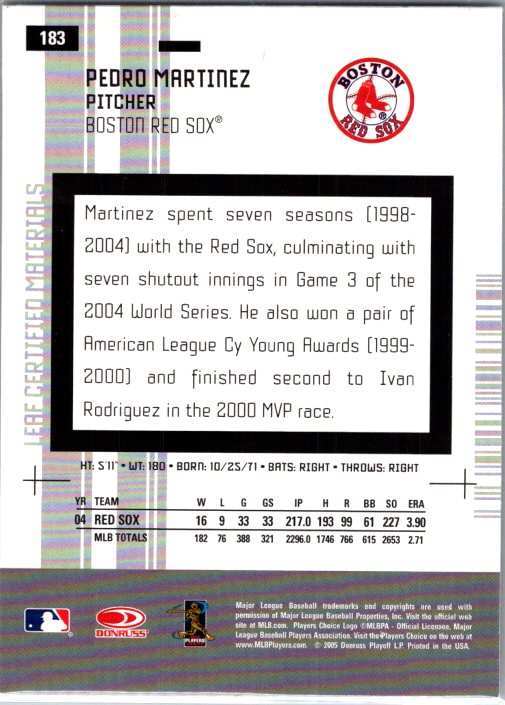 183
PEDRO MARTINEZ
PITCHER
BOSTON RED SOX®
BOSTON
RED SOX
®
LEAF CERTIFIED MATERIALS
Martinez spent seven seasons (1998-
2004) with the Red Sox, culminating with
seven shutout innings in Game 3 of the
2004 World Series. He also won a pair of
American League Cy Young Awards (1999-
2000) and finished second to Ivan
Rodriguez in the 2000 MVP race.
HT: 5'11" • WT: 180 • BORN: 10/25/71 • BATS: RIGHT • THROWS: RIGHT
YR TEAM W L G GS IP H R BB SO ERA
04 RED SOX 16 9 33 33 217.0 193 99 61 227 3.90
MLB TOTALS 182 76 388 321 2296.0 1746 766 615 2653 2.71
DONRUSS
PLAYERS
Major League Baseball trademarks and copyrights are used with
permission of Major League Baseball Properties, Inc. Visit the official
web site at MLB.com. Players Choice Logo ©MLBPA - Official Licensee, Major
League Baseball Players Association. Visit the Players Choice on the web at
www.MLBPlayers.com. © 2005 Donruss Playoff L.P. Printed in the USA.